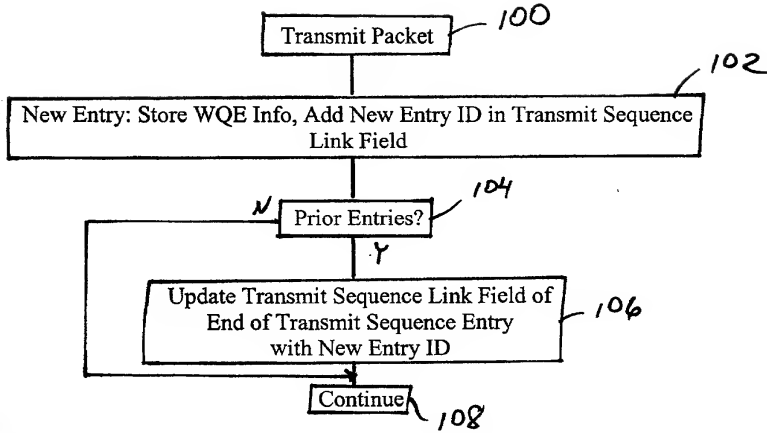 Transmit Packet
100
102
New Entry: Store WQE Info, Add New Entry ID in Transmit Sequence
Link Field
104
N
Prior Entries?
Y
Update Transmit Sequence Link Field of
End of Transmit Sequence Entry
with New Entry ID
106
Continue
108